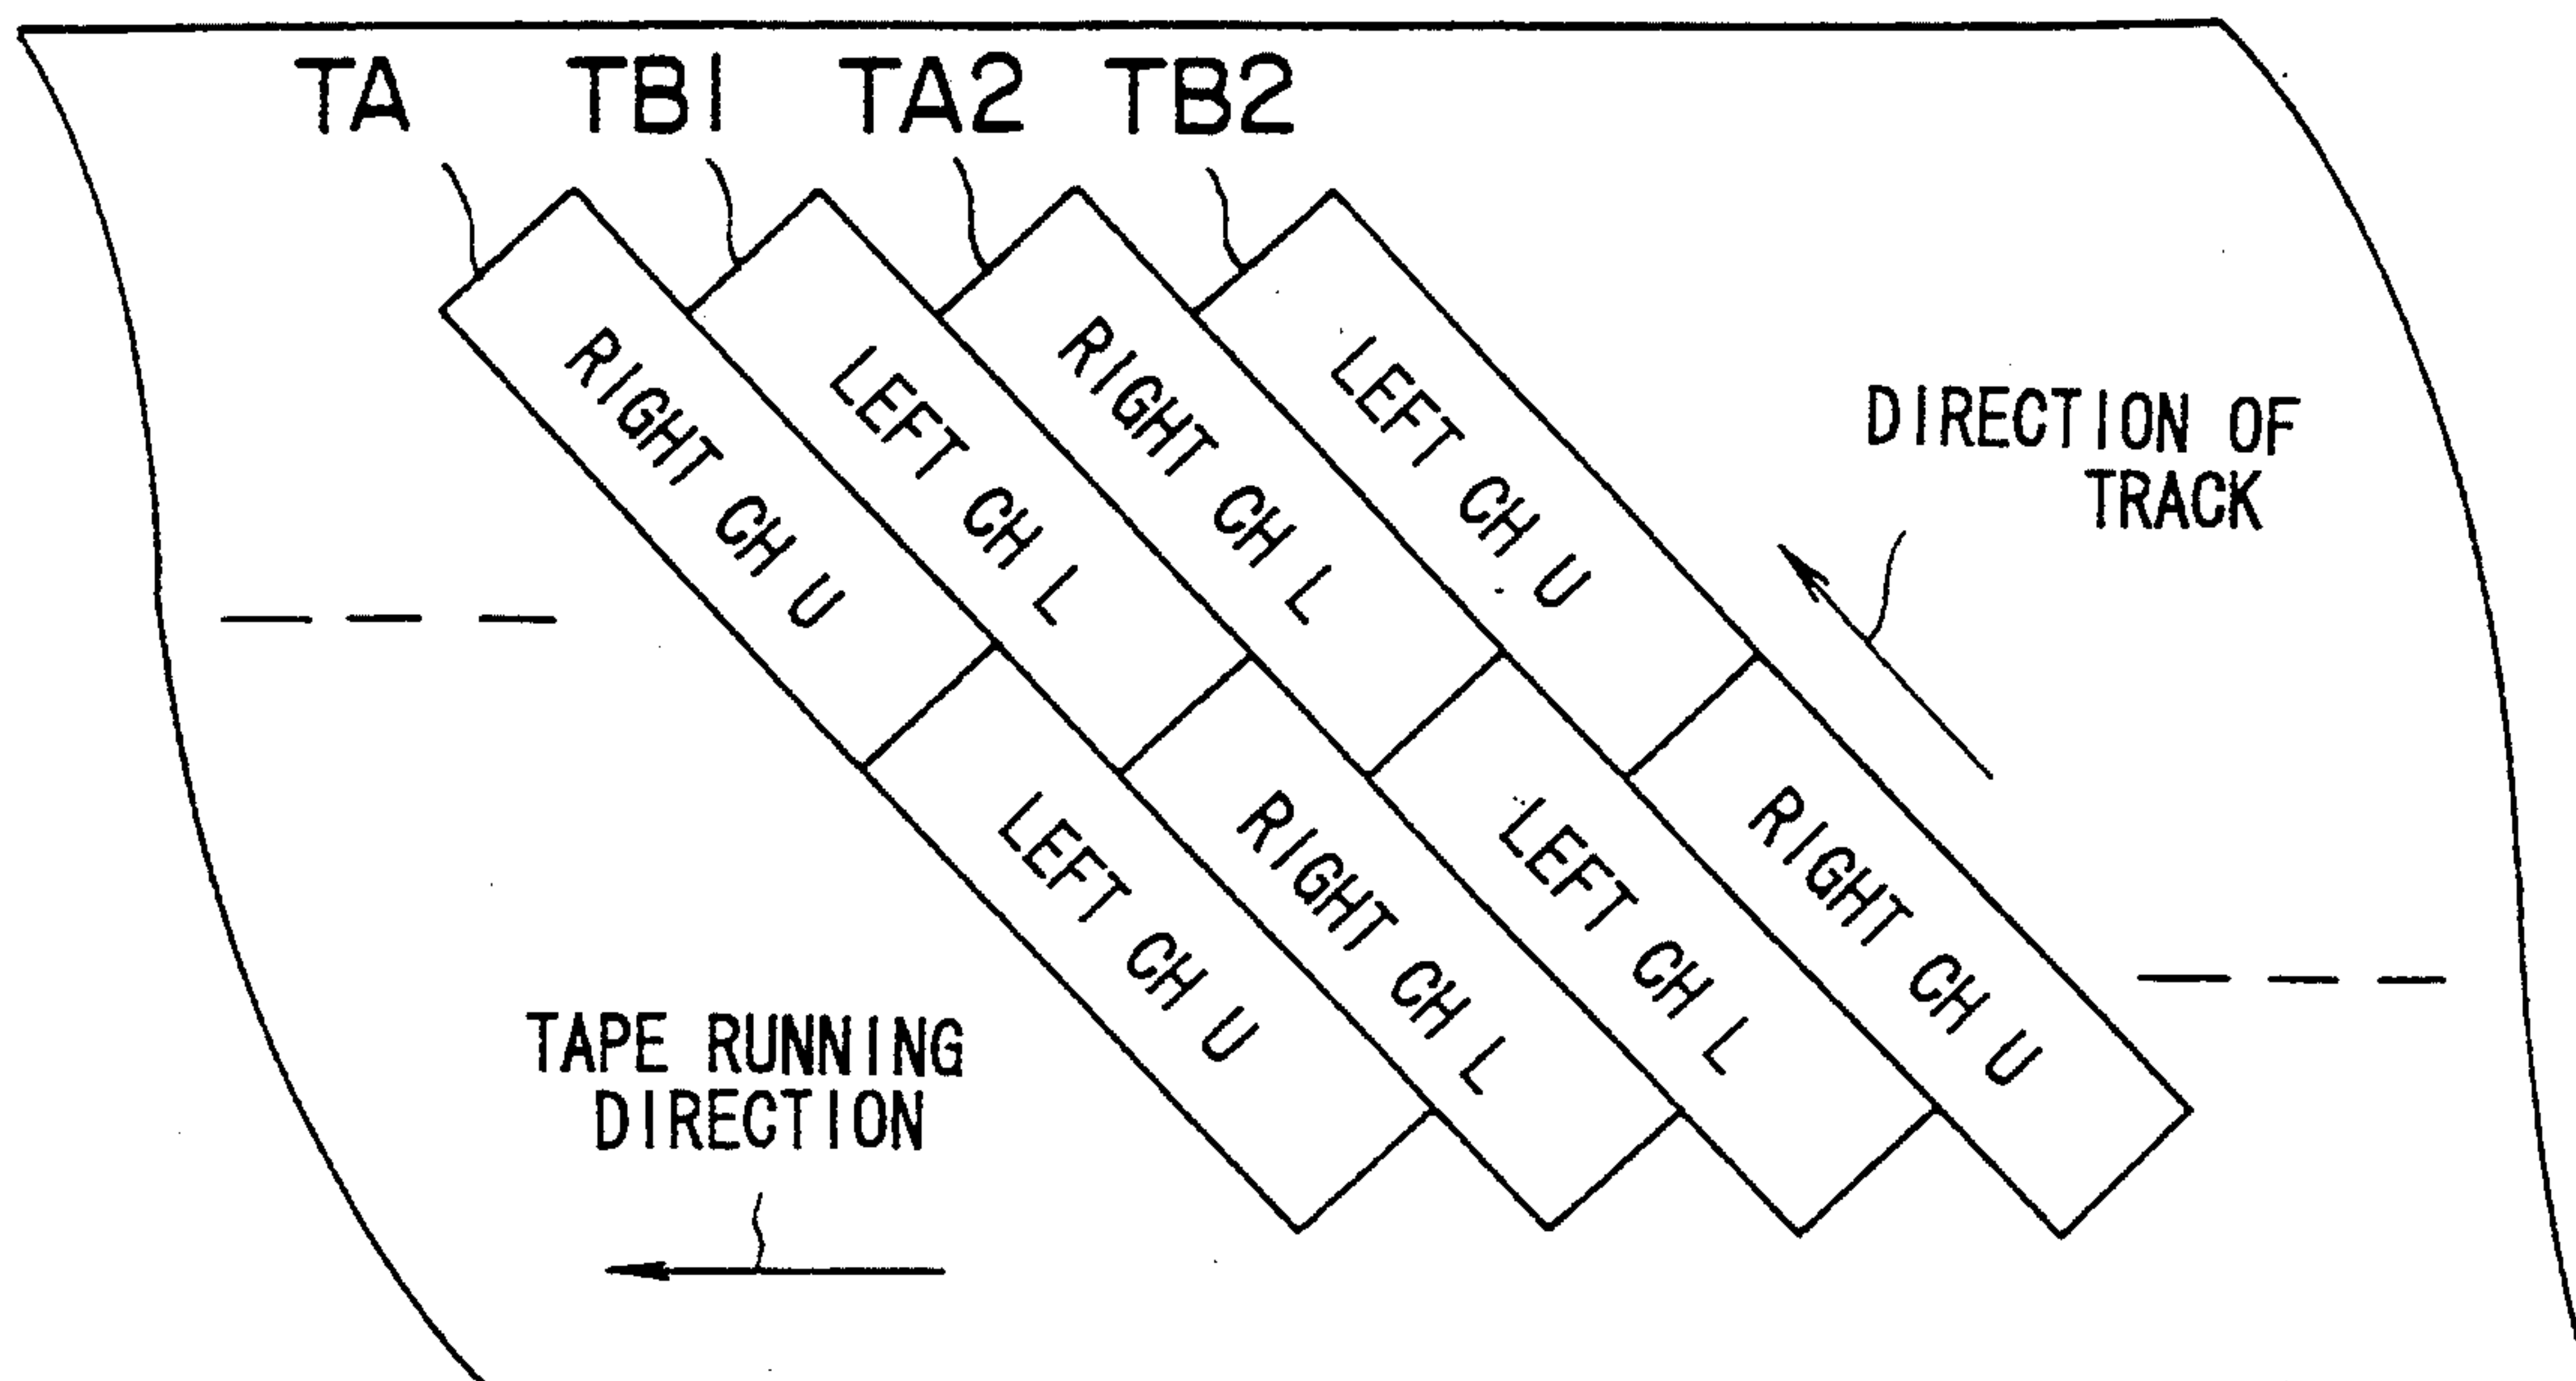 TA TB1 TA2 TB2
RIGHT CH U
LEFT CH L
RIGHT CH L
LEFT CH U
DIRECTION OF
TRACK
LEFT CH U
RIGHT CH L
LEFT CH L
RIGHT CH U
TAPE RUNNING
DIRECTION